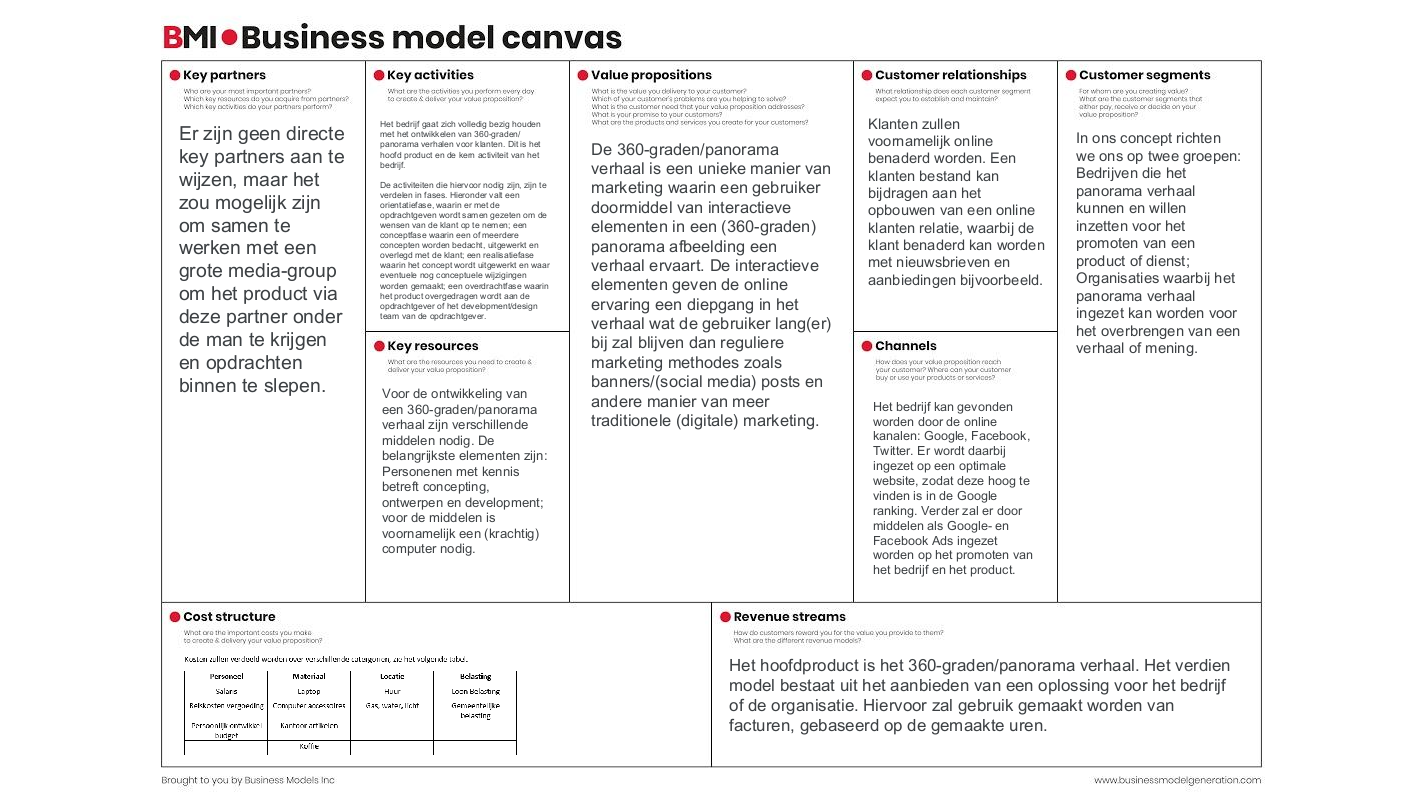 BMI Business model canvas
Key partners
Who are your most important partners?
Which key resources do you acquire from partners?
Which key activities do your partners perform?
Er zijn geen directe
key partners aan te
wijzen, maar het
zou mogelijk zijn
om samen te
werken met een
grote media-group
om het product via
deze partner onder
de man te krijgen
en opdrachten
binnen te slepen.
Key activities
What are the activities you perform every day
to create & deliver your value proposition?
Het bedrijf gaat zich volledig bezig houden
met het ontwikkelen van 360-graden/
panorama verhalen voor klanten. Dit is het
hoofd product en de kern activiteit van het
bedrijf.
De activiteiten die hiervoor nodig zijn, zijn te
verdelen in fases. Hieronder valt een
orientatiefase, waarin er met de
opdrachtgeven wordt samen gezeten om de
wensen van de klant op te nemen; een
conceptfase waarin een of meerdere
concepten worden bedacht, uitgewerkt en
overlegd met de klant; een realisatiefase
waarin het concept wordt uitgewerkt en waar
eventuele nog conceptuele wijzigingen
worden gemaakt; een overdrachtfase waarin
het product overgedragen wordt aan de
opdrachtgever of het development/design
team van de opdrachtgever.
Key resources
What are the resources you need to create &
deliver your value proposition?
Voor de ontwikkeling van
een 360-graden/panorama
verhaal zijn verschillende
middelen nodig. De
belangrijkste elementen zijn:
Personenen met kennis
betreft concepting,
ontwerpen en development;
voor de middelen is
voornamelijk een (krachtig)
computer nodig.
Value propositions
What is the value you delivery to your customer?
Which of your customer's problems are you helping to solve?
What is the customer need that your value proposition addresses?
What is your promise to your customers?
What are the products and services you create for your customers?
De 360-graden/panorama
verhaal is een unieke manier van
marketing waarin een gebruiker
doormiddel van interactieve
elementen in een (360-graden)
panorama afbeelding een
verhaal ervaart. De interactieve
elementen geven de online
ervaring een diepgang in het
verhaal wat de gebruiker lang(er)
bij zal blijven dan reguliere
marketing methodes zoals
banners/(social media) posts en
andere manier van meer
traditionele (digitale) marketing.
Customer relationships
What relationship does each customer segment
expect you to establish and maintain?
Klanten zullen
voornamelijk online
benaderd worden. Een
klanten bestand kan
bijdragen aan het
opbouwen van een online
klanten relatie, waarbij de
klant benaderd kan worden
met nieuwsbrieven en
aanbiedingen bijvoorbeeld.
Channels
How does your value proposition reach
your customer? Where can your customer
buy or use your products or services?
Het bedrijf kan gevonden
worden door de online
kanalen: Google, Facebook,
Twitter. Er wordt daarbij
ingezet op een optimale
website, zodat deze hoog te
vinden is in de Google
ranking. Verder zal er door
middelen als Google- en
Facebook Ads ingezet
worden op het promoten van
het bedrijf en het product.
Customer segments
For whom are you creating value?
What are the customer segments that
either pay, receive or decide on your
value proposition?
In ons concept richten
we ons op twee groepen:
Bedrijven die het
panorama verhaal
kunnen en willen
inzetten voor het
promoten van een
product of dienst;
Organisaties waarbij het
panorama verhaal
ingezet kan worden voor
het overbrengen van een
verhaal of mening.
Cost structure
What are the important costs you make
to create & delivery your value proposition?
Kosten zullen verdeeld worden over verschillende catergorien, zie het volgende tabel.
Personeel Materiaal Locatie Belasting
Salaris Laptop Huur Loon Belasting
Reiskosten vergoeding Computer accessoires Gas, water, licht Gemeentelijke
belasting
Persoonlijk ontwikkel Kantoor artikelen
budget
Koffie
Revenue streams
How do customers reward you for the value you provide to them?
What are the different revenue models?
Het hoofdproduct is het 360-graden/panorama verhaal. Het verdien
model bestaat uit het aanbieden van een oplossing voor het bedrijf
of de organisatie. Hiervoor zal gebruik gemaakt worden van
facturen, gebaseerd op de gemaakte uren.
Brought to you by Business Models Inc
www.businessmodelgeneration.com